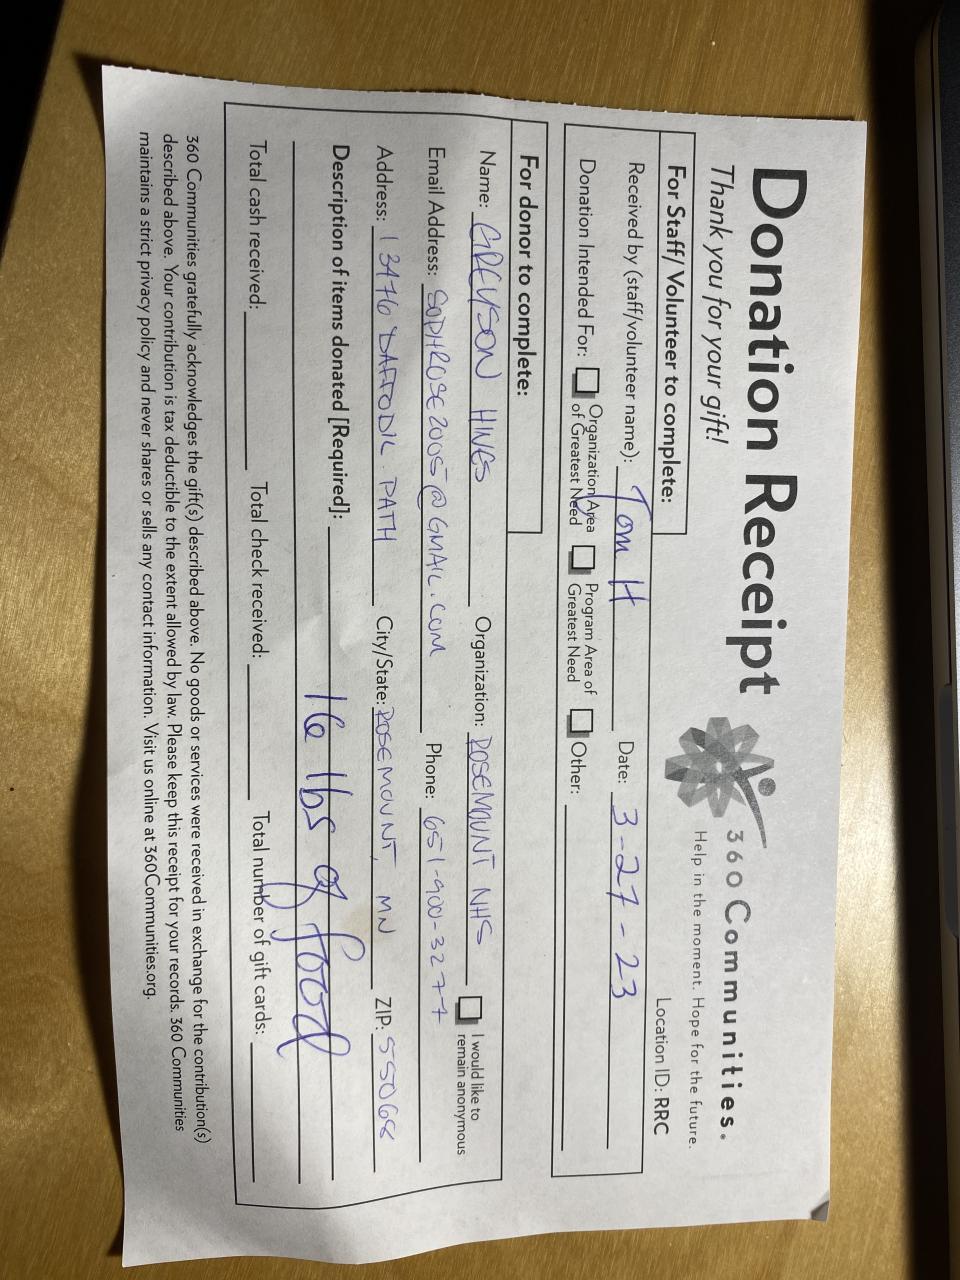 Donation Receipt
Thank you for your gift!
360 Communities.
Help in the moment. Hope for the future.
Location ID: RRC
For Staff/Volunteer to complete:
Received by (staff/volunteer name): Tom H Date: 3-27-23
Donation Intended For: Organization Area of Greatest Need Program Area of Greatest Need Other:
For donor to complete:
Name: GREYSON HINES Organization: ROSEMOUNT NHS I would like to remain anonymous
Email Address: SOPHROSE2005@GMAIL.COM Phone: 651-900-3277
Address: 13476 DAFFODIL PATH City/State: ROSEMOUNT, MN ZIP: 55068
Description of items donated [Required]:
16 lbs of food
Total cash received: Total check received: Total number of gift cards:
360 Communities gratefully acknowledges the gift(s) described above. No goods or services were received in exchange for the contribution(s)
described above. Your contribution is tax deductible to the extent allowed by law. Please keep this receipt for your records. 360 Communities
maintains a strict privacy policy and never shares or sells any contact information. Visit us online at 360Communities.org.